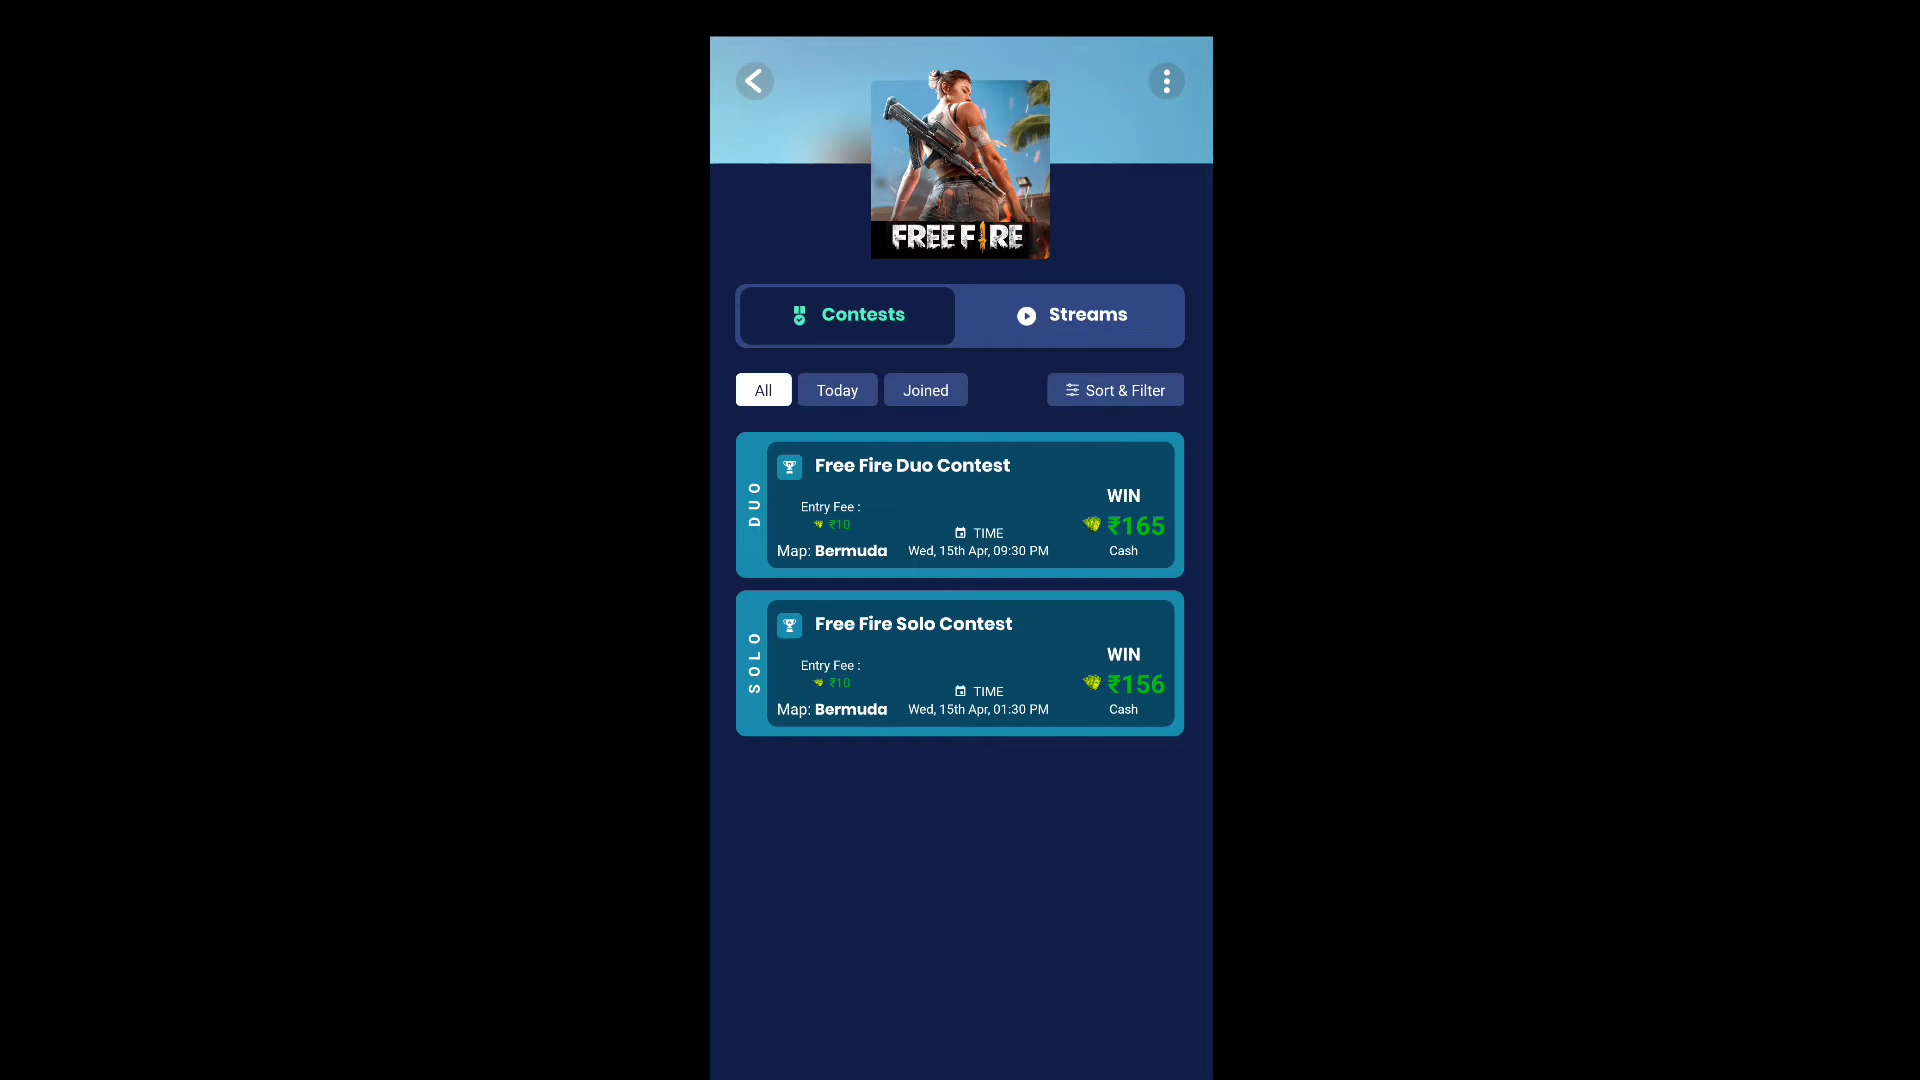 FREE FIRE
Contests
Streams
All
Today
Joined
Sort & Filter
DUO
Free Fire Duo Contest
Entry Fee :
₹10
Map: Bermuda
TIME
Wed, 15th Apr, 09:30 PM
WIN
₹165
Cash
SOLO
Free Fire Solo Contest
Entry Fee :
₹10
Map: Bermuda
TIME
Wed, 15th Apr, 01:30 PM
WIN
₹156
Cash